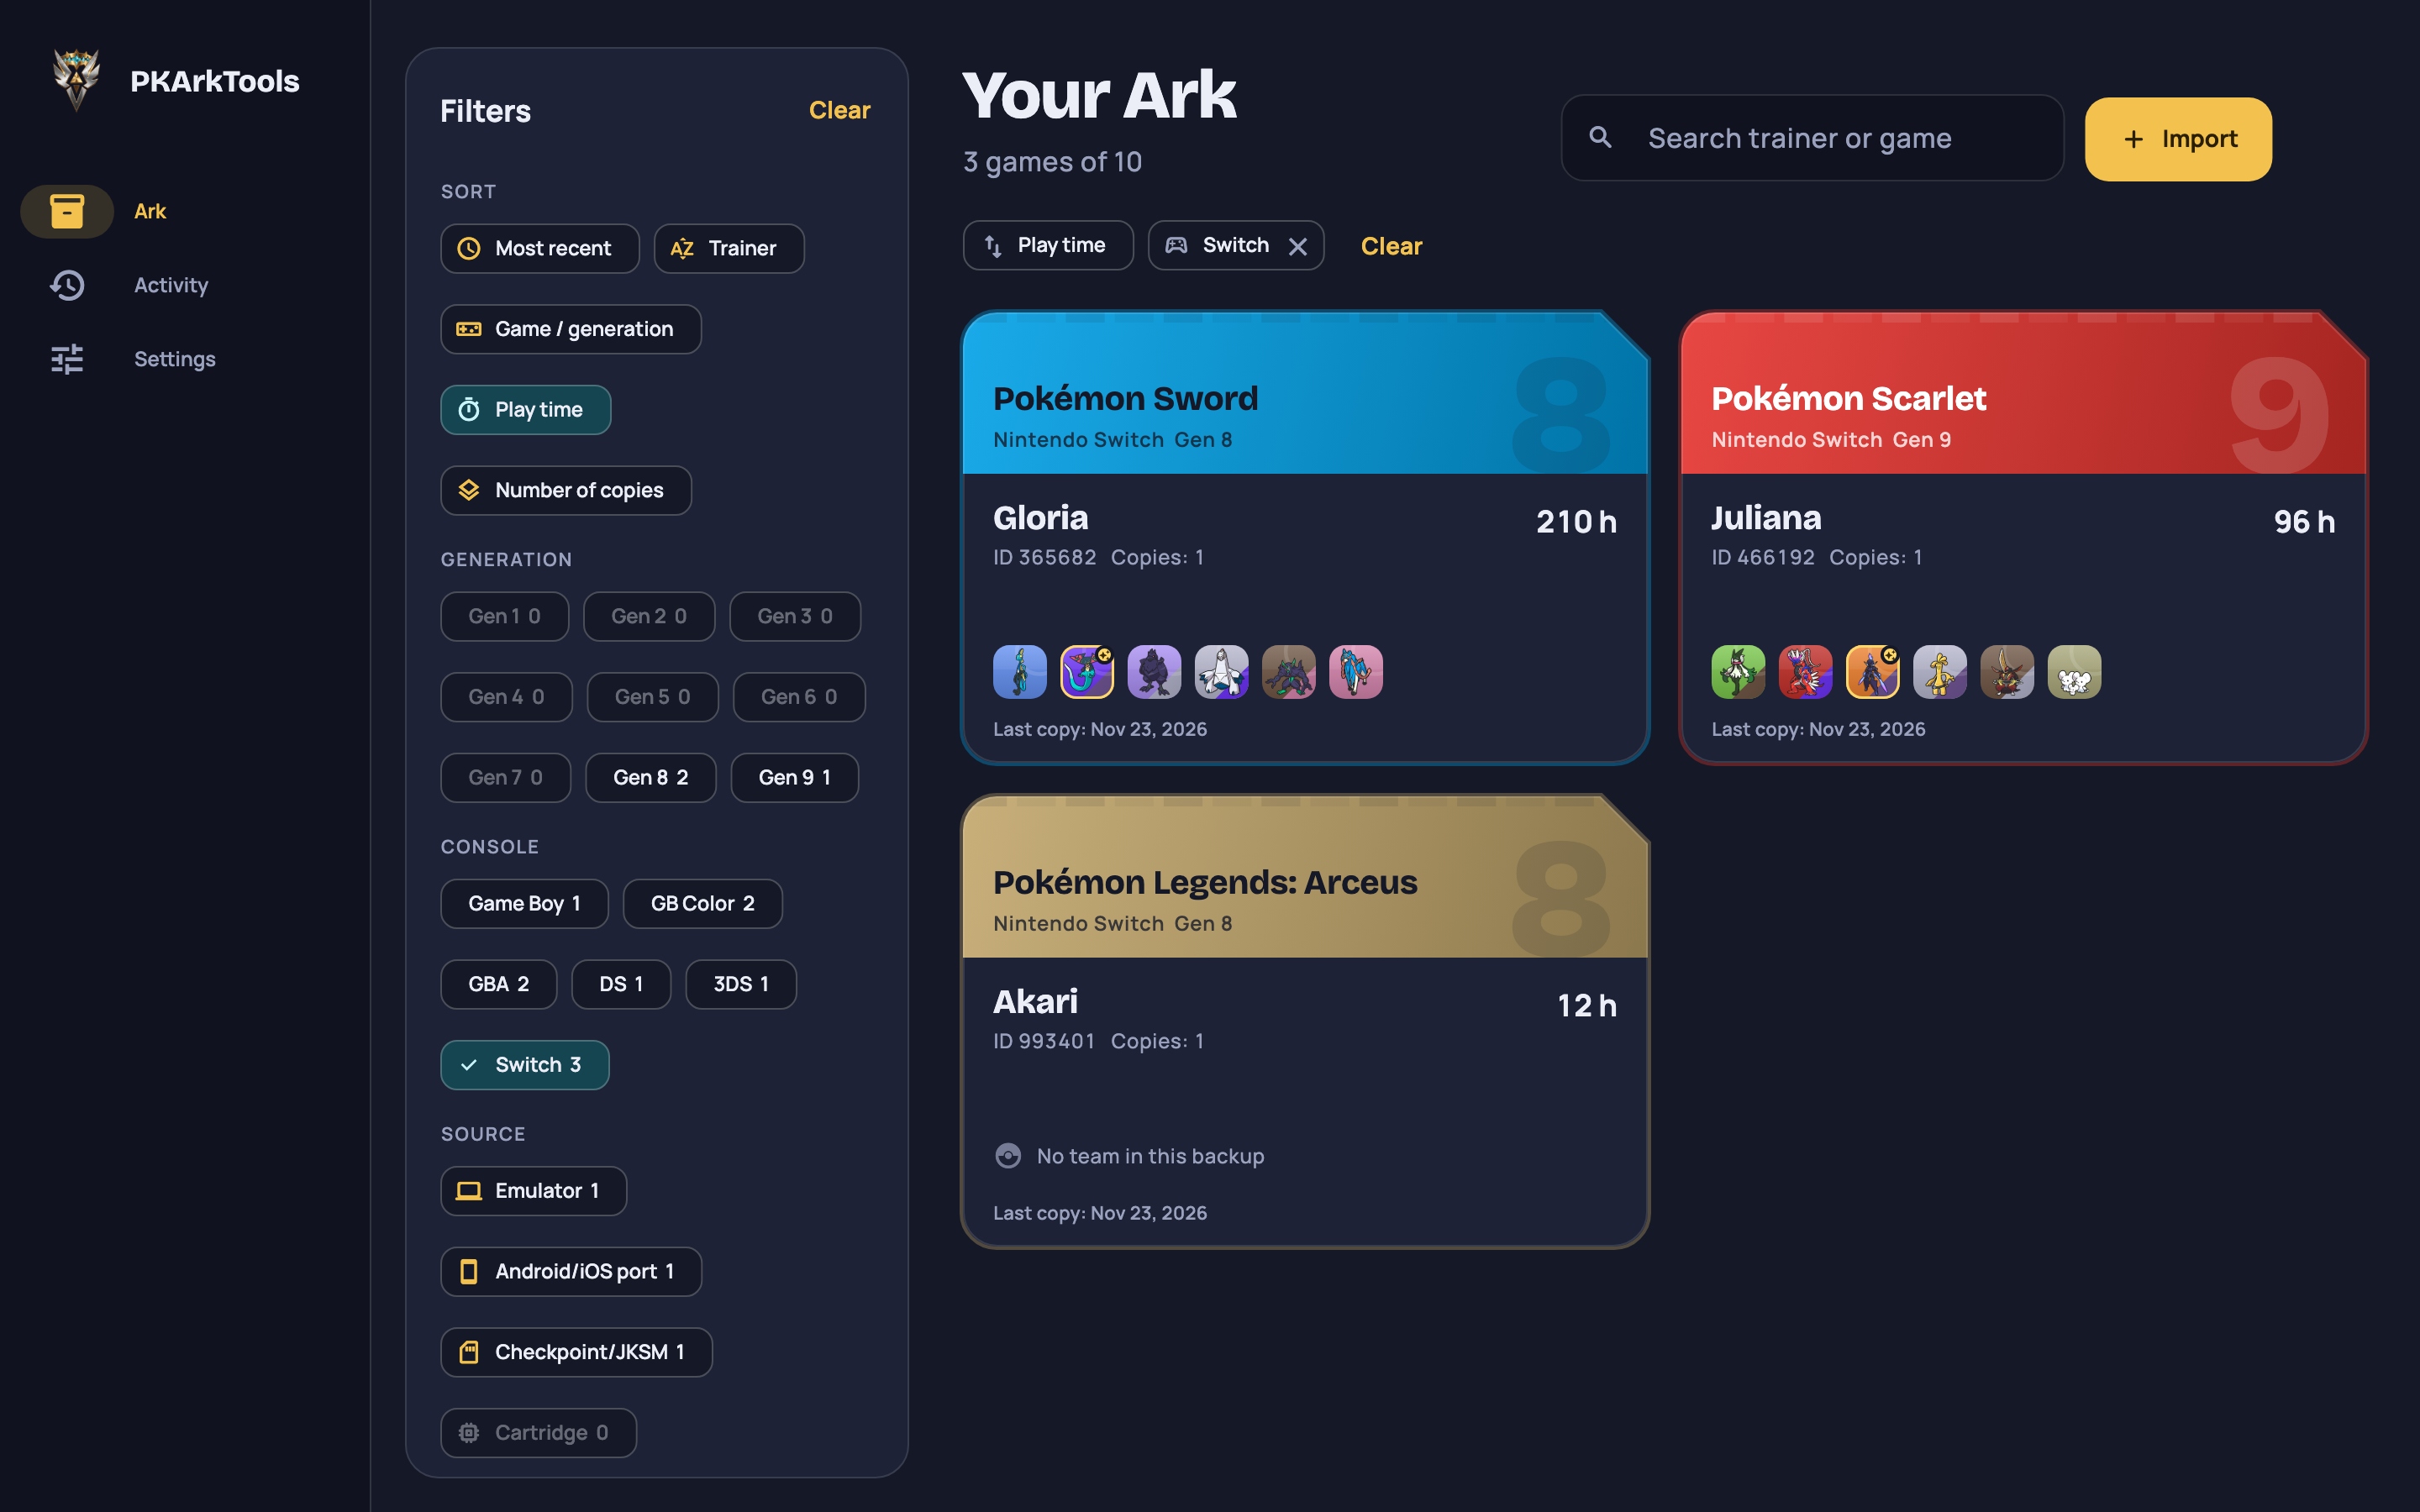 PKArkTools
Ark
Activity
Settings
Filters
Clear
SORT
Most recent
Trainer
Game / generation
Play time
Number of copies
GENERATION
Gen 1 0
Gen 2 0
Gen 3 0
Gen 4 0
Gen 5 0
Gen 6 0
Gen 7 0
Gen 8 2
Gen 9 1
CONSOLE
Game Boy 1
GB Color 2
GBA 2
DS 1
3DS 1
Switch 3
SOURCE
Emulator 1
Android/iOS port 1
Checkpoint/JKSM 1
Cartridge 0
Your Ark
3 games of 10
Search trainer or game
+ Import
Play time
Switch
Clear
Pokémon Sword
Nintendo Switch Gen 8
8
Gloria
210 h
ID 365682 Copies: 1
Last copy: Nov 23, 2026
Pokémon Scarlet
Nintendo Switch Gen 9
9
Juliana
96 h
ID 466192 Copies: 1
Last copy: Nov 23, 2026
Pokémon Legends: Arceus
Nintendo Switch Gen 8
8
Akari
12 h
ID 993401 Copies: 1
No team in this backup
Last copy: Nov 23, 2026